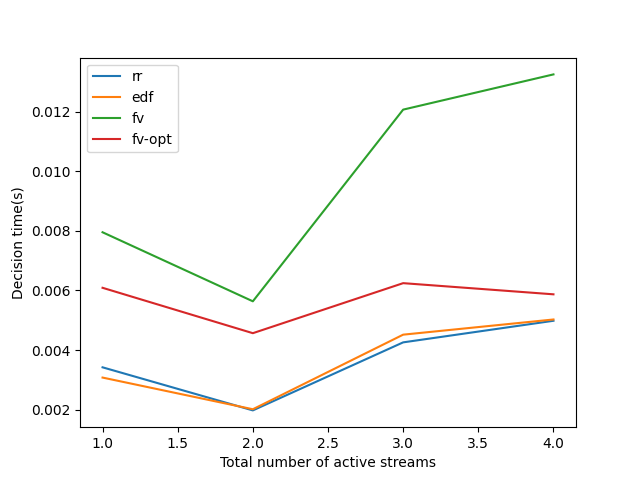 rr
edf
fv
fv-opt
0.012
0.010
0.008
0.006
0.004
0.002
Decision time(s)
1.0 1.5 2.0 2.5 3.0 3.5 4.0
Total number of active streams